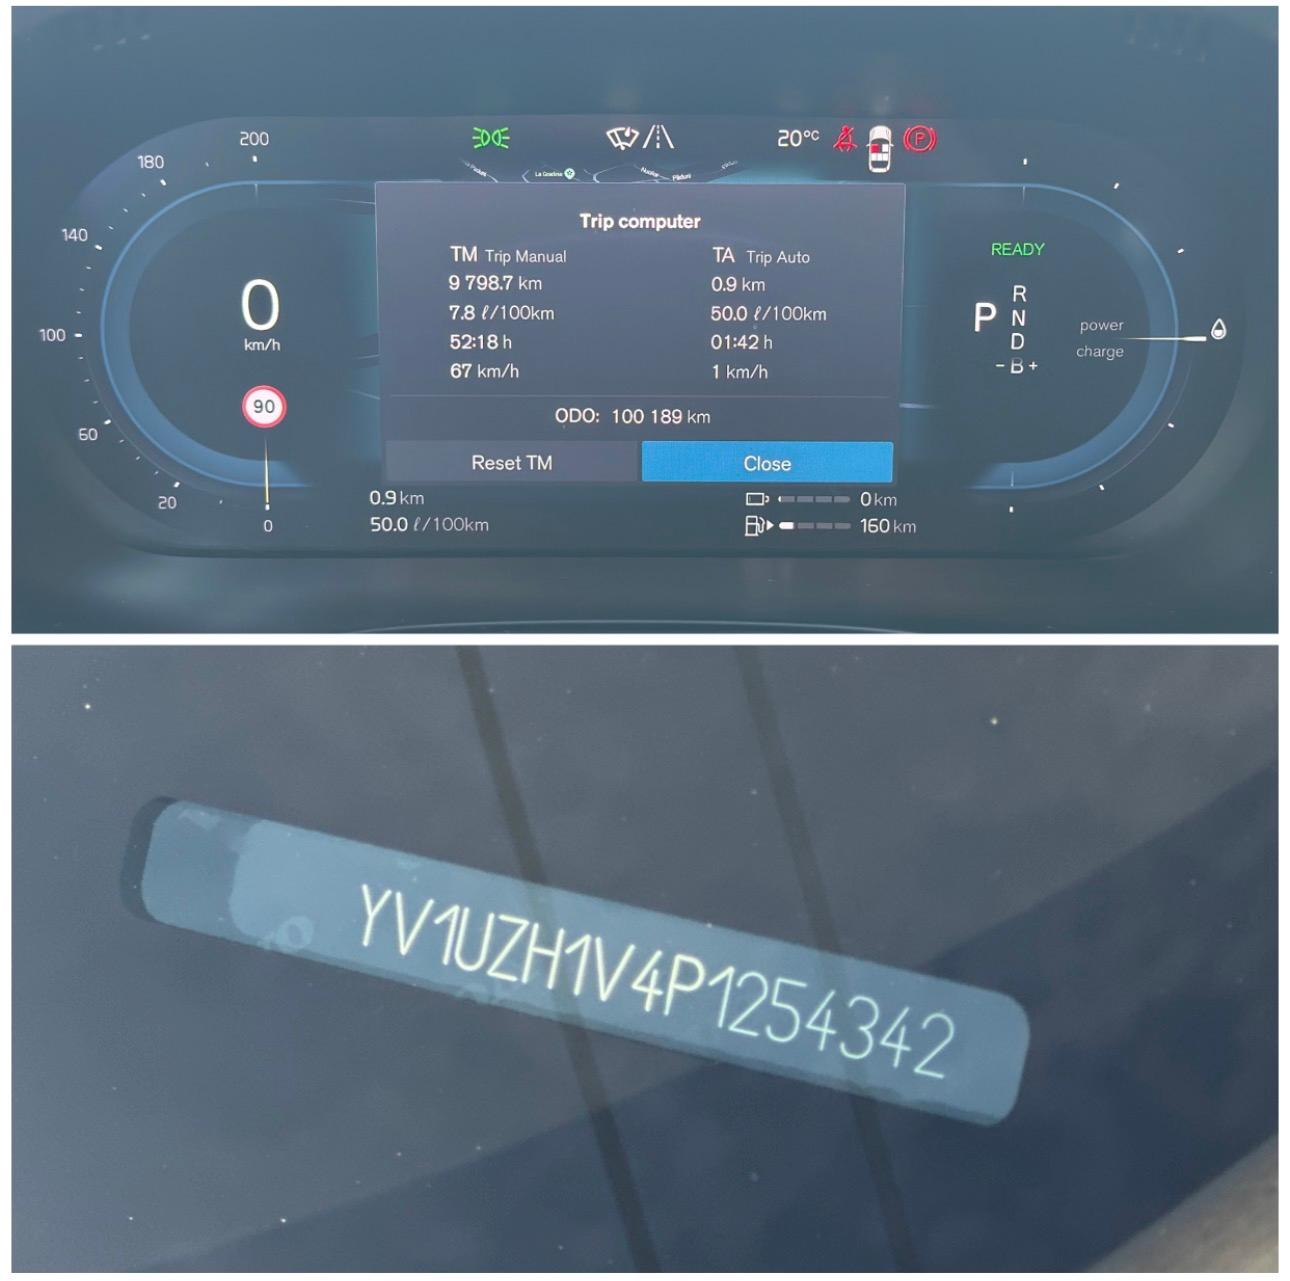 200
180
140
100
60
20
0
20°C
P
La Gradina
Trip computer
TM Trip Manual
TA Trip Auto
9 798.7 km
0.9 km
7.8 ℓ/100km
50.0 ℓ/100km
52:18 h
01:42 h
67 km/h
1 km/h
ODO: 100 189 km
Reset TM
Close
0
km/h
90
READY
P
R
N
D
- B +
power
charge
0.9 km
50.0 ℓ/100km
0 km
160 km
YV1UZH1V4P1254342